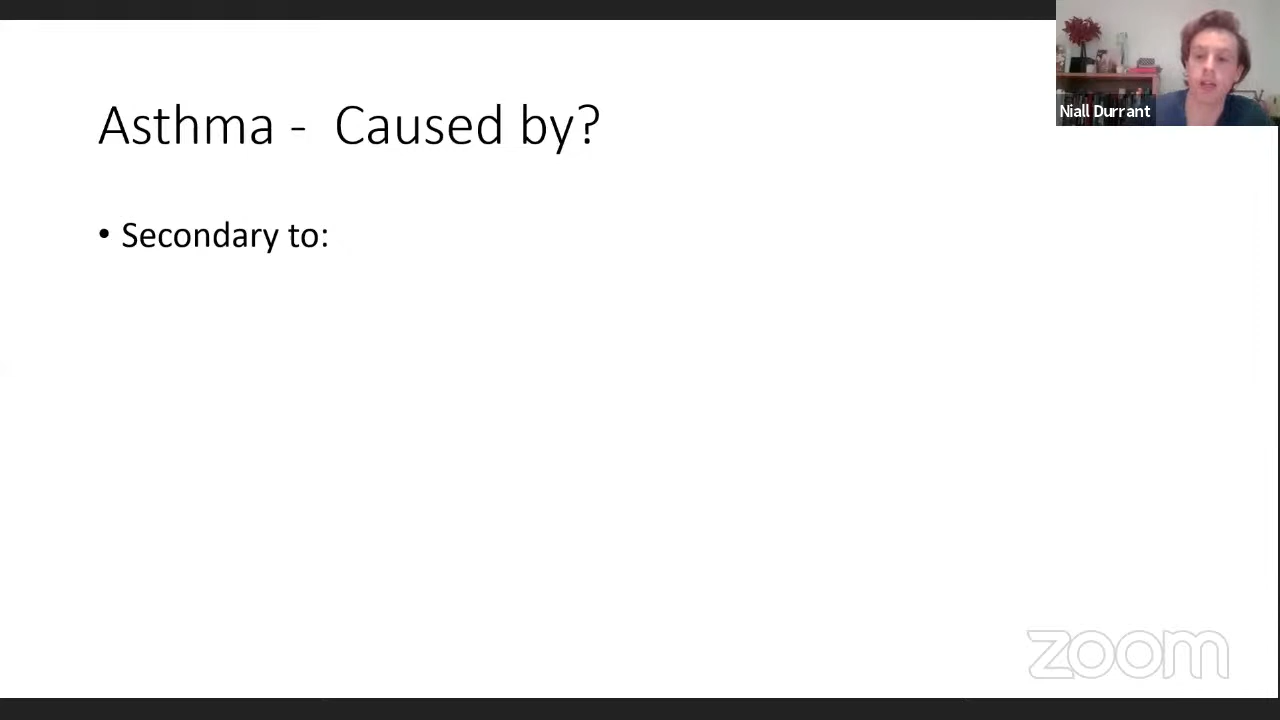 Niall Durrant
Asthma -  Caused by?
• Secondary to:
zoom